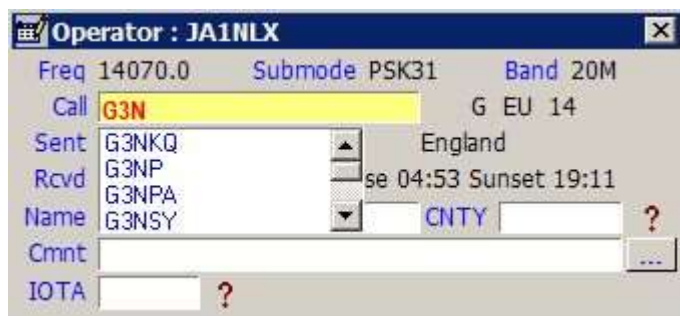 Operator : JA1NLX
Freq 14070.0 Submode PSK31 Band 20M
Call G3N G EU 14
Sent G3NKQ England
G3NP
Rcvd se 04:53 Sunset 19:11
G3NPA
Name G3NSY CNTY ?
Cmnt ...
IOTA ?